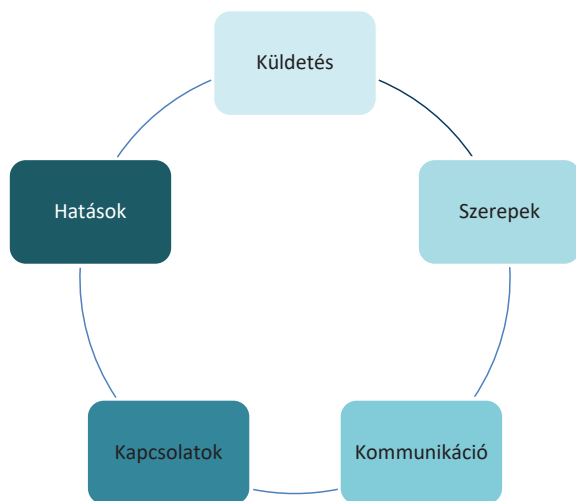 Küldetés
Szerepek
Kommunikáció
Kapcsolatok
Hatások